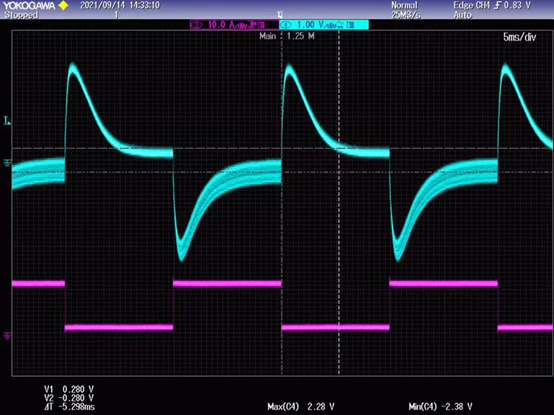 YOKOGAWA 2021/09/14 14:33:10 Normal Edge CH4 0.83 V
Stopped 1 25MS/s Auto
10.0 A/div 1.00 V/div
Main : 1.25 M
5ms/div
V1 0.280 V
V2 -0.280 V
ΔT -5.298ms
Max(C4) 2.28 V Min(C4) -2.38 V